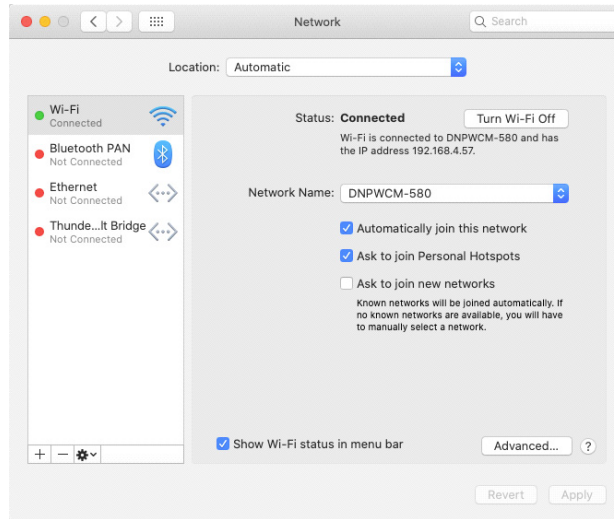 Network
Search
Location: Automatic
Wi-Fi
Connected
Bluetooth PAN
Not Connected
Ethernet
Not Connected
Thunde...lt Bridge
Not Connected
Status: Connected
Turn Wi-Fi Off
Wi-Fi is connected to DNPWCM-580 and has
the IP address 192.168.4.57.
Network Name: DNPWCM-580
Automatically join this network
Ask to join Personal Hotspots
Ask to join new networks
Known networks will be joined automatically. If
no known networks are available, you will have
to manually select a network.
Show Wi-Fi status in menu bar
Advanced...
?
Revert
Apply